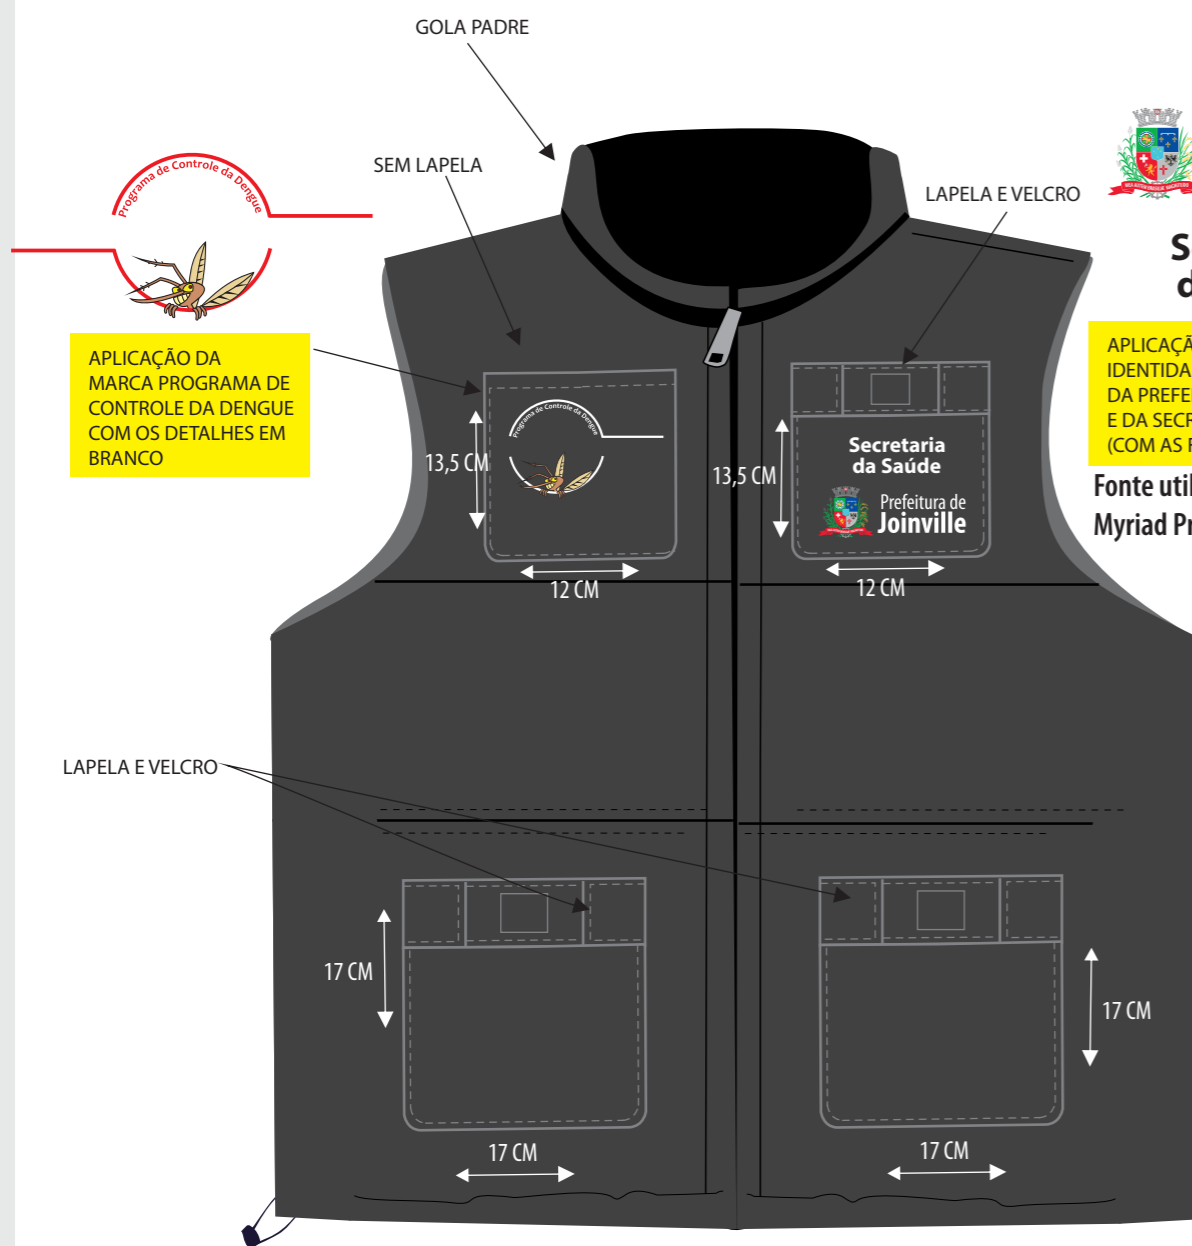 GOLA PADRE
Programa de Controle da Dengue
SEM LAPELA
LAPELA E VELCRO
APLICAÇÃO DA
MARCA PROGRAMA DE
CONTROLE DA DENGUE
COM OS DETALHES EM
BRANCO
DA PREFE
E DA SECR
(COM AS
Fonte util
Myriad Pr
Programa de Controle da Dengue
13,5 CM
12 CM
Secretaria
da Saúde
Prefeitura de
Joinville
13,5 CM
12 CM
LAPELA E VELCRO
17 CM
17 CM
17 CM
17 CM